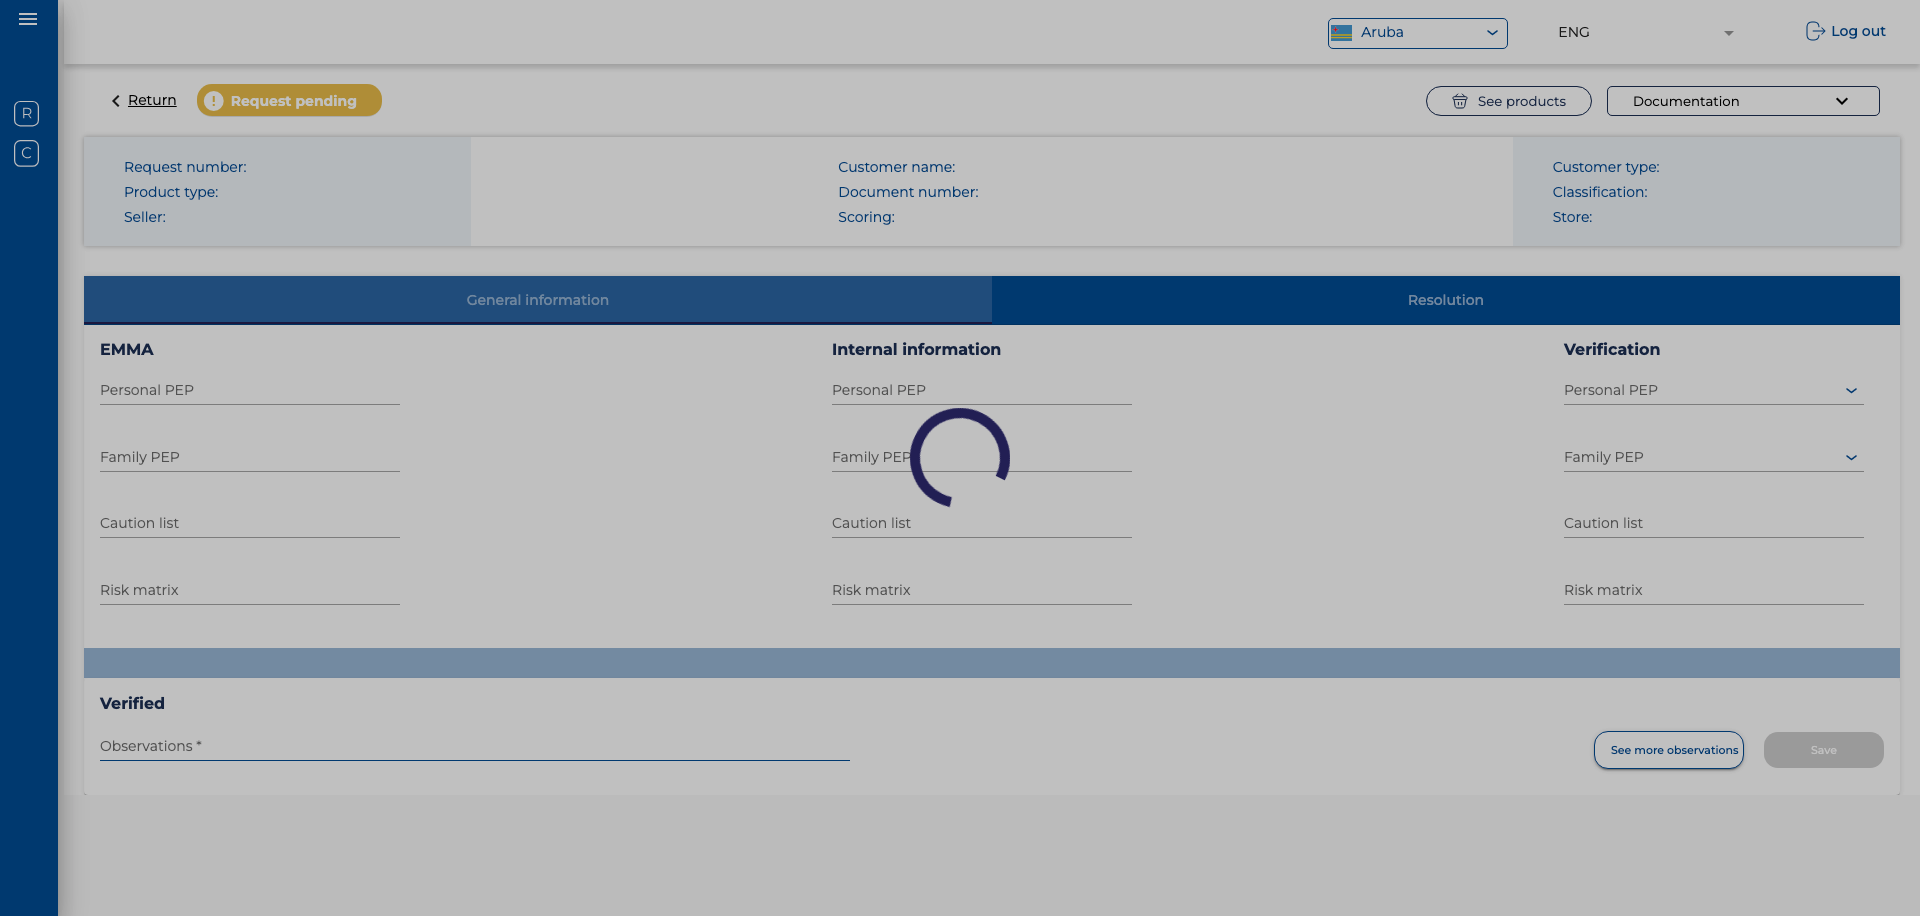 Aruba
ENG
Log out
R
C
Return
Request pending
See products
Documentation
Request number:
Product type:
Seller:
Customer name:
Document number:
Scoring:
Customer type:
Classification:
Store:
General information
Resolution
EMMA
Personal PEP
Family PEP
Caution list
Risk matrix
Internal information
Personal PEP
Family PEP
Caution list
Risk matrix
Verification
Personal PEP
Family PEP
Caution list
Risk matrix
Verified
Observations *
See more observations
Save